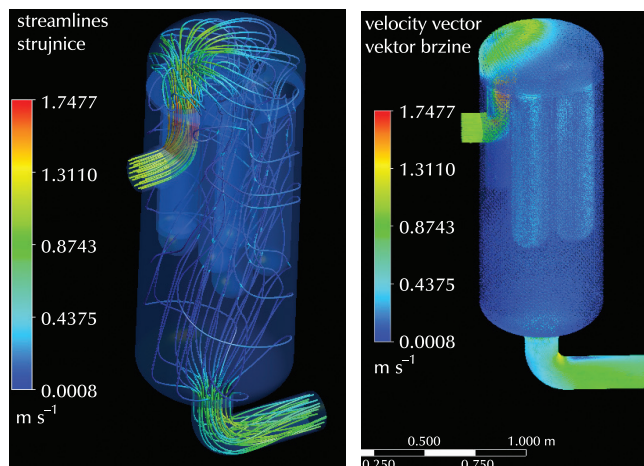 streamlines
strujnice
1.7477
1.3110
0.8743
0.4375
0.0008
m s⁻¹
velocity vector
vektor brzine
1.7477
1.3110
0.8743
0.4375
0.0008
m s⁻¹
0.500 1.000 m
0.250 0.750